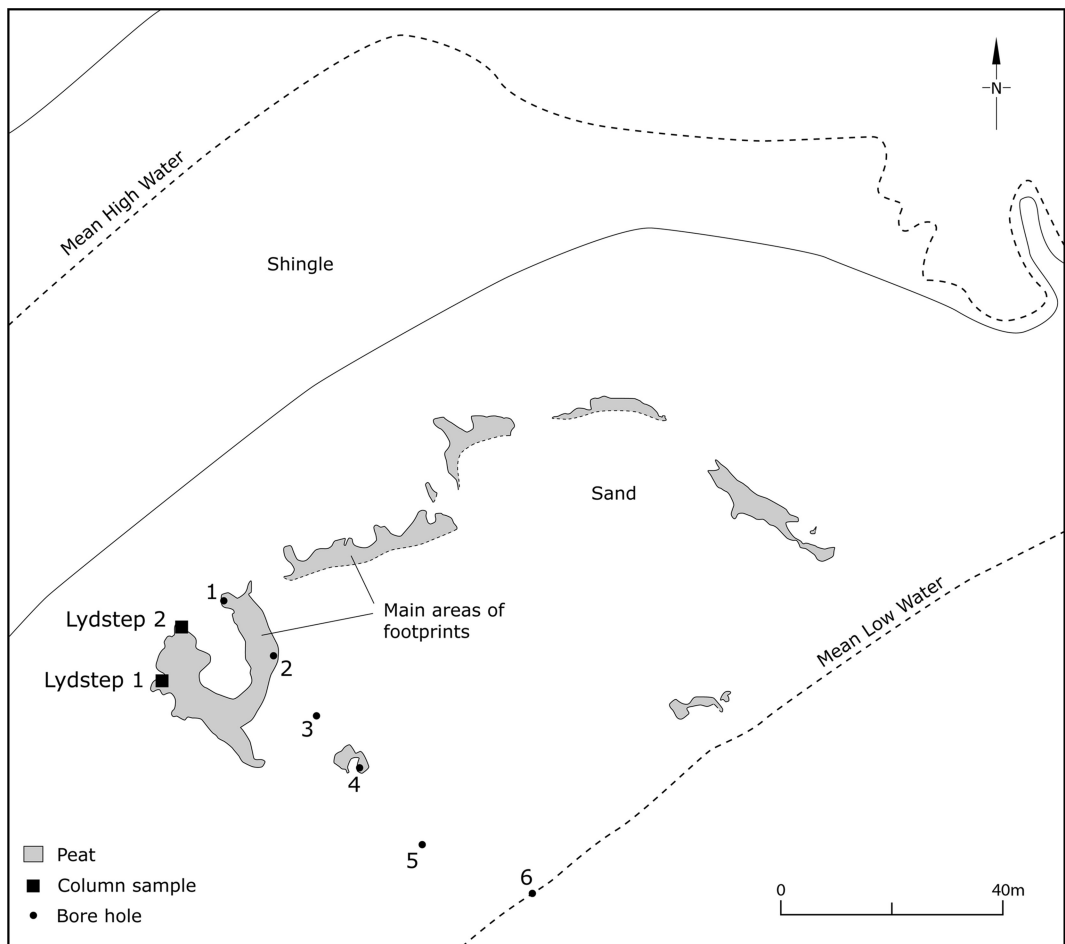 N
Mean High Water
Shingle
Sand
1
Lydstep 2
Main areas of
footprints
2
Lydstep 1
Mean Low Water
3
4
5
6
Peat
Column sample
Bore hole
0 40m